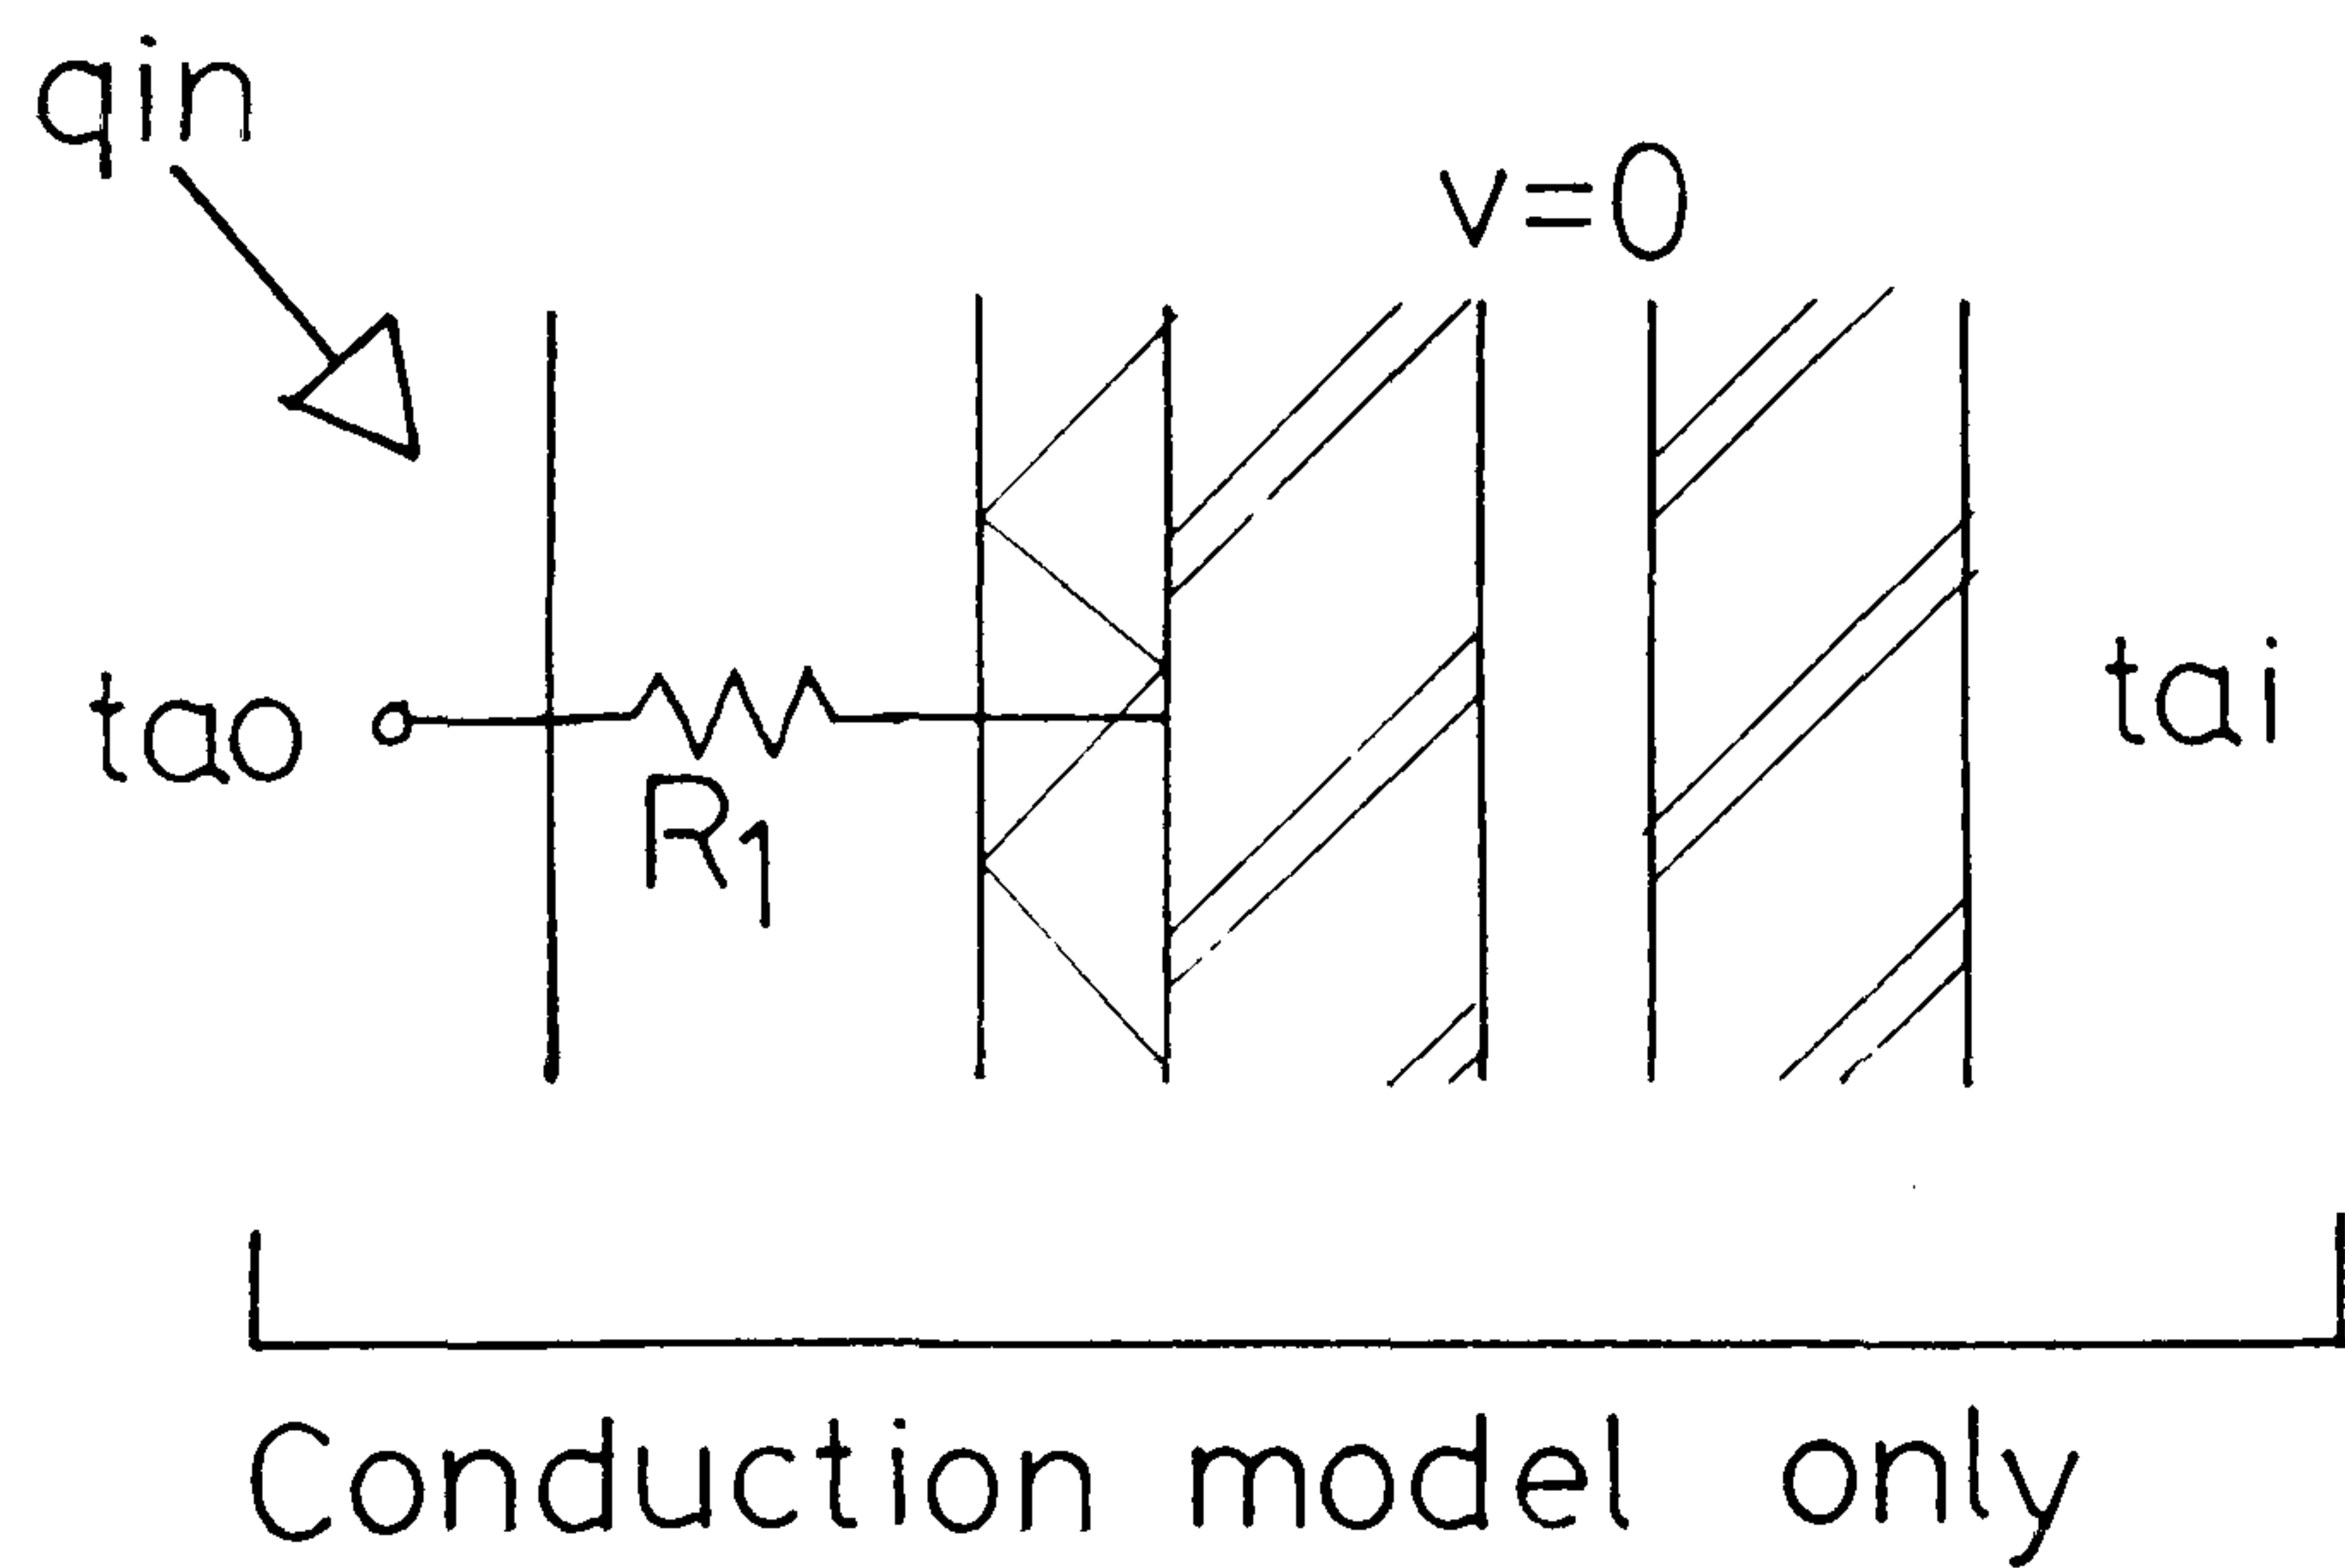 qin
v=0
tao
R1
tai
Conduction model only